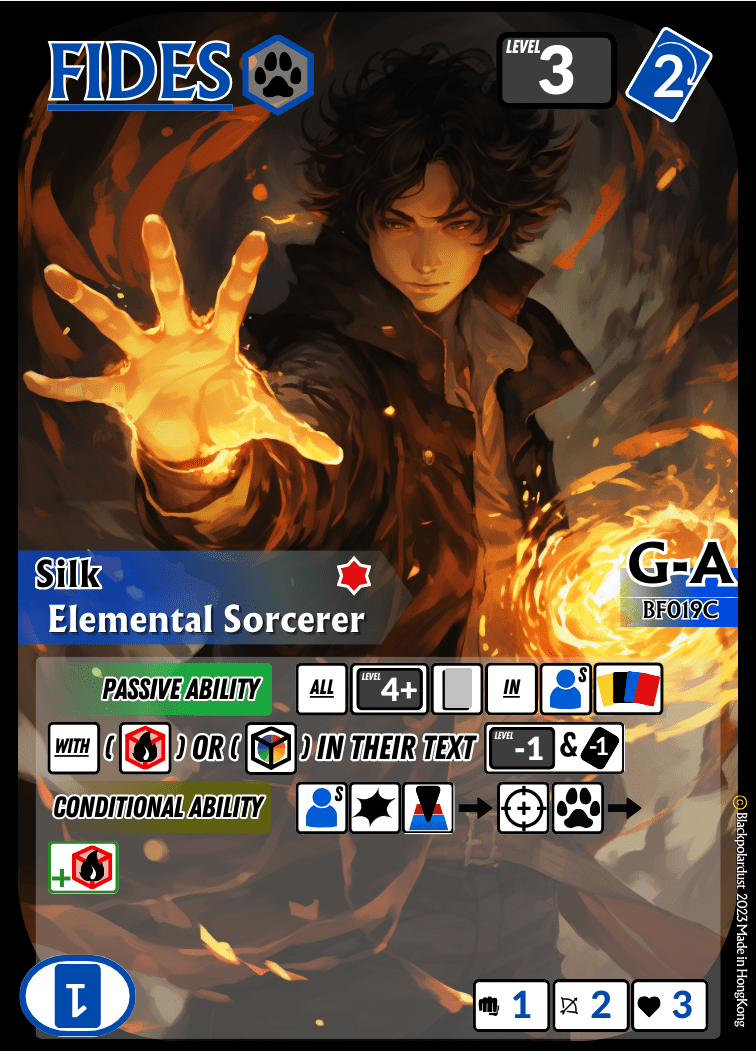 FIDES
LEVEL 3
2
Silk
Elemental Sorcerer
G-A
BF019C
PASSIVE ABILITY ALL LEVEL 4+ IN S
WITH ( ) OR ( ) IN THEIR TEXT LEVEL -1 & -1
CONDITIONAL ABILITY S
+
1
1 2 3
© Blackpolardust 2023 Made in HongKong